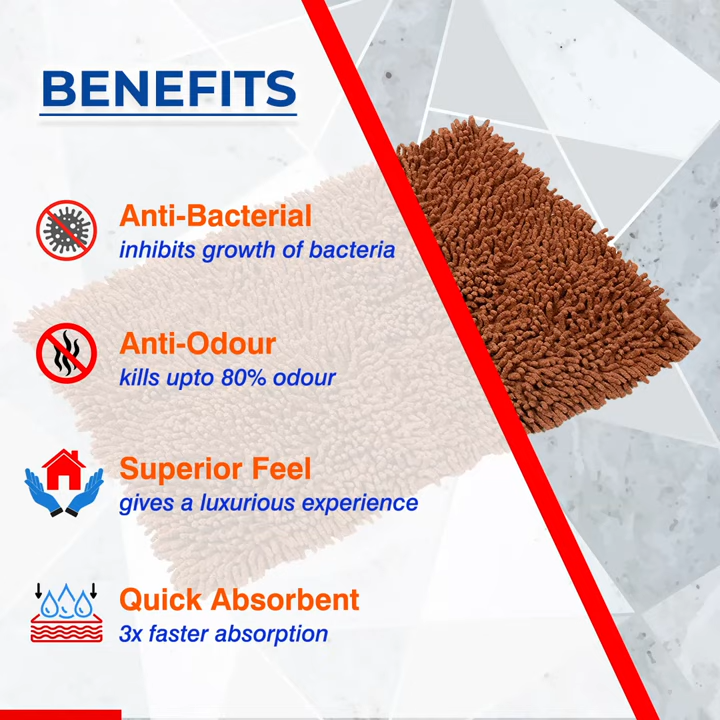 BENEFITS
Anti-Bacterial
inhibits growth of bacteria
Anti-Odour
kills upto 80% odour
Superior Feel
gives a luxurious experience
Quick Absorbent
3x faster absorption